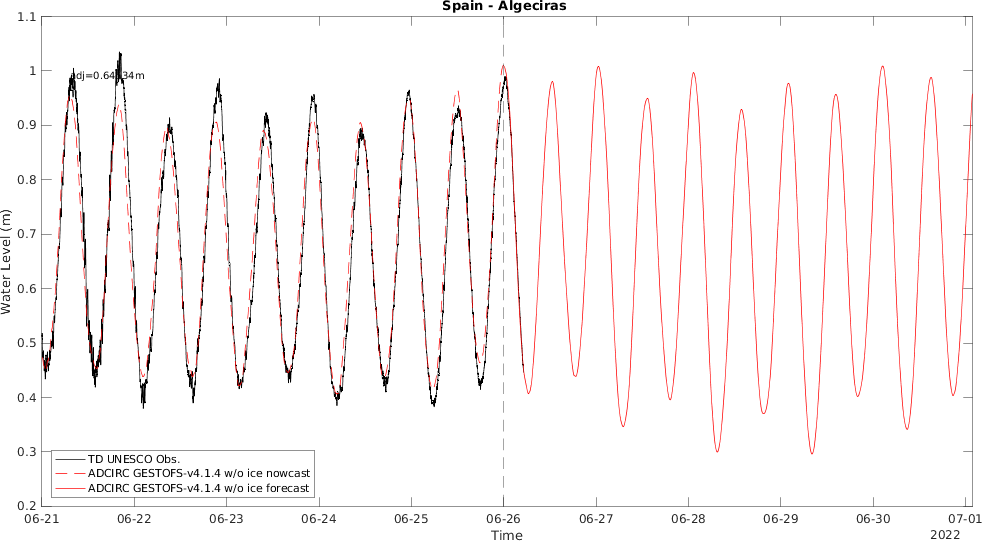 Spain - Algeciras
1.1
1
0.9
0.8
0.7
0.6
0.5
0.4
0.3
0.2
Water Level (m)
TD UNESCO Obs.
ADCIRC GESTOFS-v4.1.4 w/o ice nowcast
ADCIRC GESTOFS-v4.1.4 w/o ice forecast
06-21 06-22 06-23 06-24 06-25 06-26 06-27 06-28 06-29 06-30 07-01
Time
2022